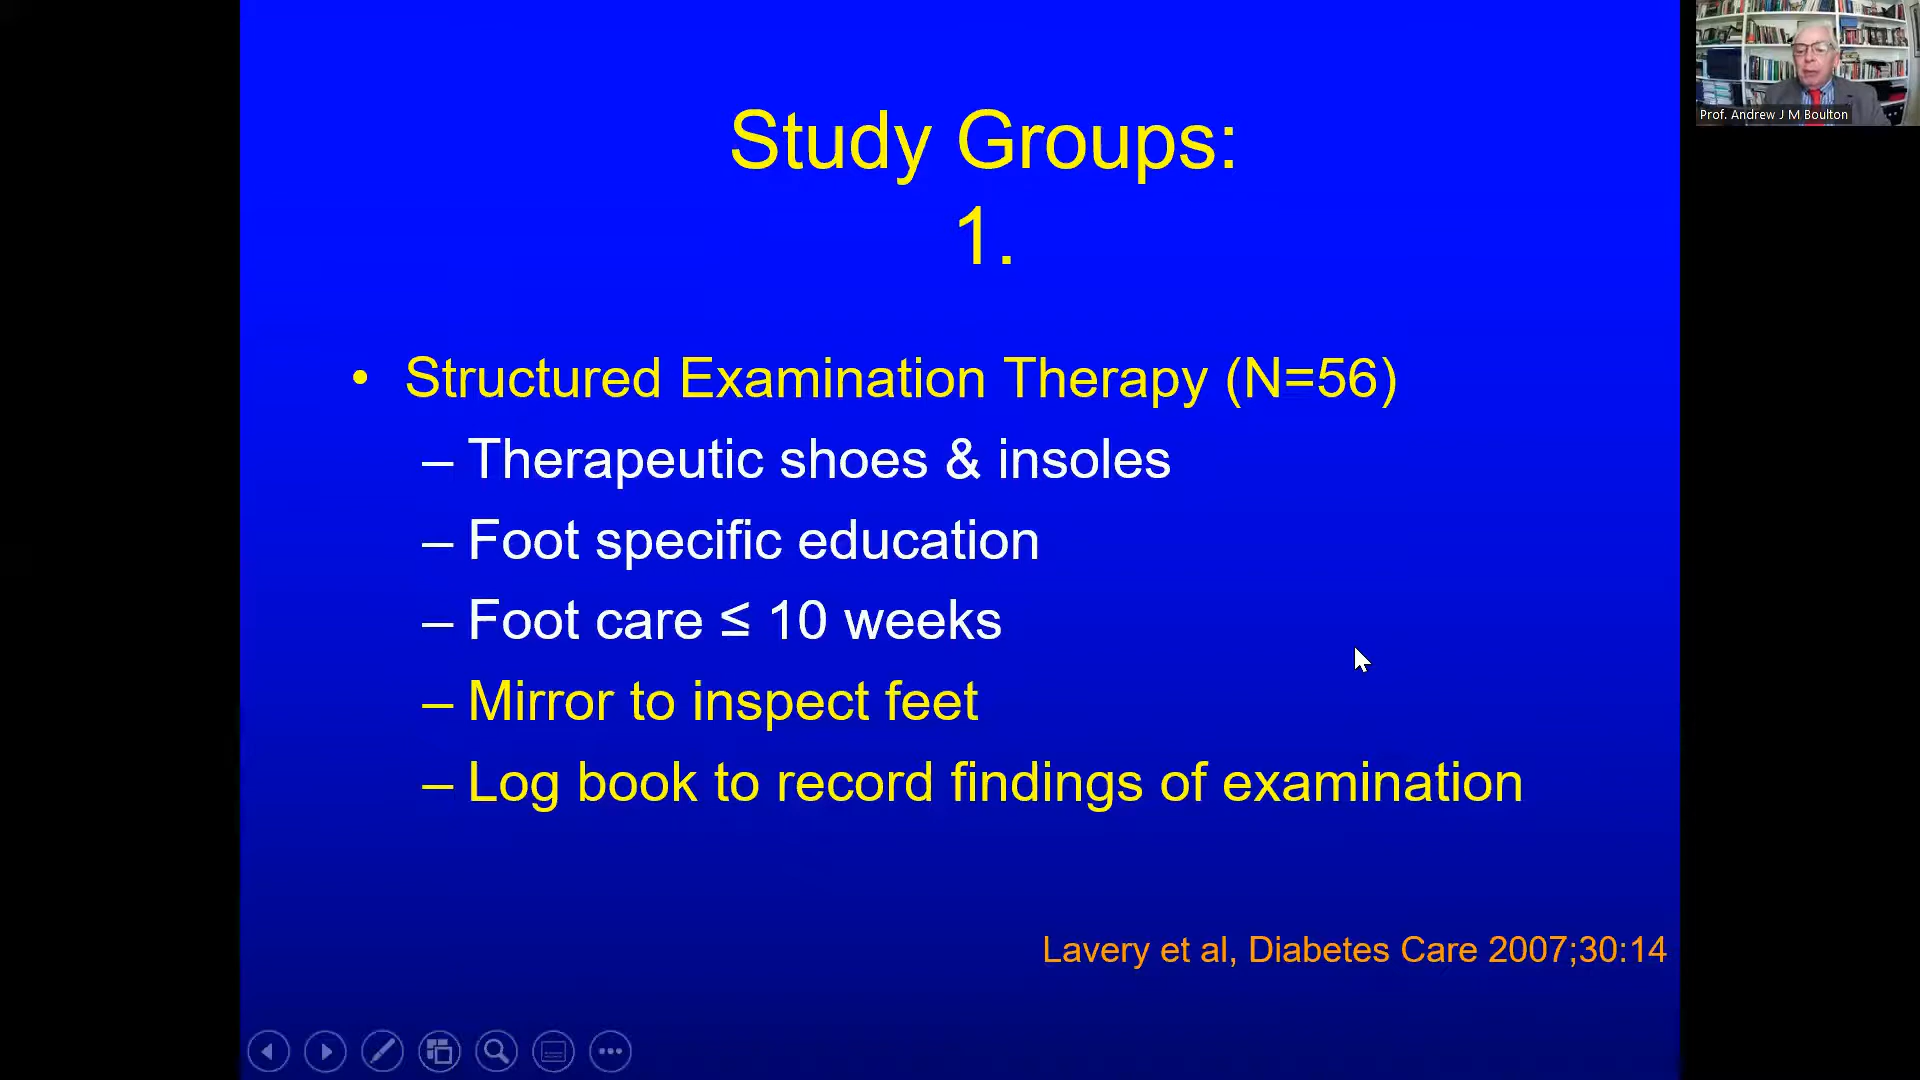 Study Groups:
1.
• Structured Examination Therapy (N=56)
– Therapeutic shoes & insoles
– Foot specific education
– Foot care ≤ 10 weeks
– Mirror to inspect feet
– Log book to record findings of examination
Lavery et al, Diabetes Care 2007;30:14
Prof. Andrew J M Boulton